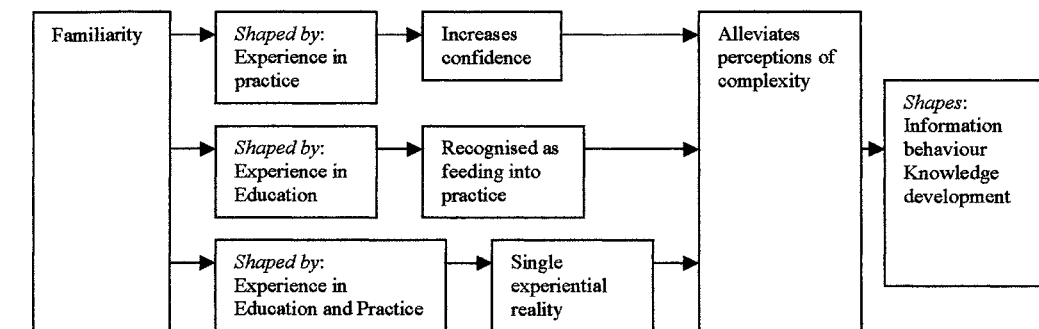 Familiarity
Shaped by:
Experience in
practice
Increases
confidence
Alleviates
perceptions of
complexity
Shapes:
Information
behaviour
Knowledge
development
Shaped by:
Experience in
Education
Recognised as
feeding into
practice
Shaped by:
Experience in
Education and Practice
Single
experiential
reality